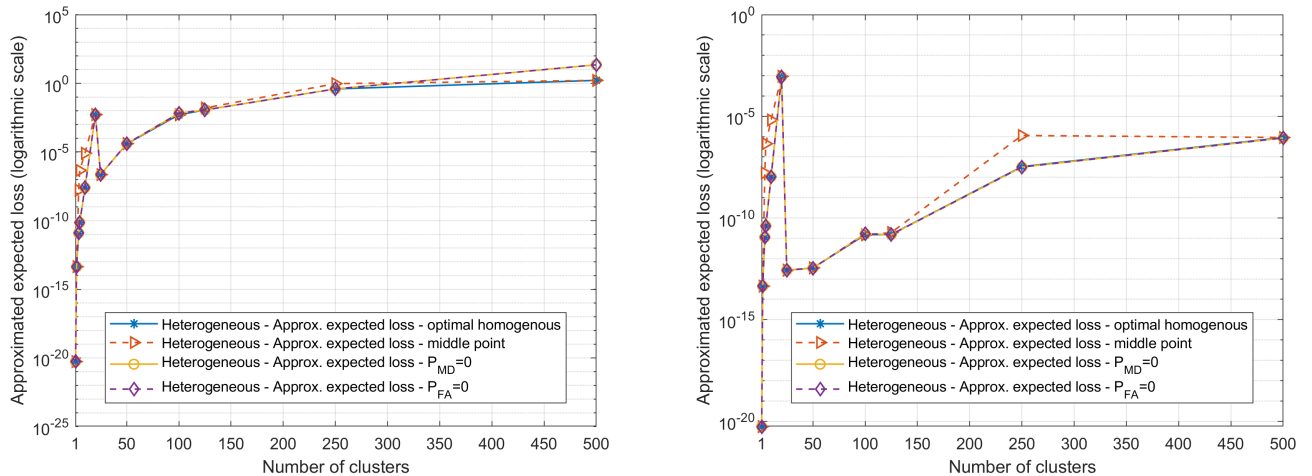 Approximated expected loss (logarithmic scale)
10^5
10^0
10^-5
10^-10
10^-15
10^-20
10^-25
1 50 100 150 200 250 300 350 400 450 500
Number of clusters
Heterogeneous - Approx. expected loss - optimal homogenous
Heterogeneous - Approx. expected loss - middle point
Heterogeneous - Approx. expected loss - P_MD=0
Heterogeneous - Approx. expected loss - P_FA=0
Approximated expected loss (logarithmic scale)
10^0
10^-5
10^-10
10^-15
10^-20
1 50 100 150 200 250 300 350 400 450 500
Number of clusters
Heterogeneous - Approx. expected loss - optimal homogenous
Heterogeneous - Approx. expected loss - middle point
Heterogeneous - Approx. expected loss - P_MD=0
Heterogeneous - Approx. expected loss - P_FA=0